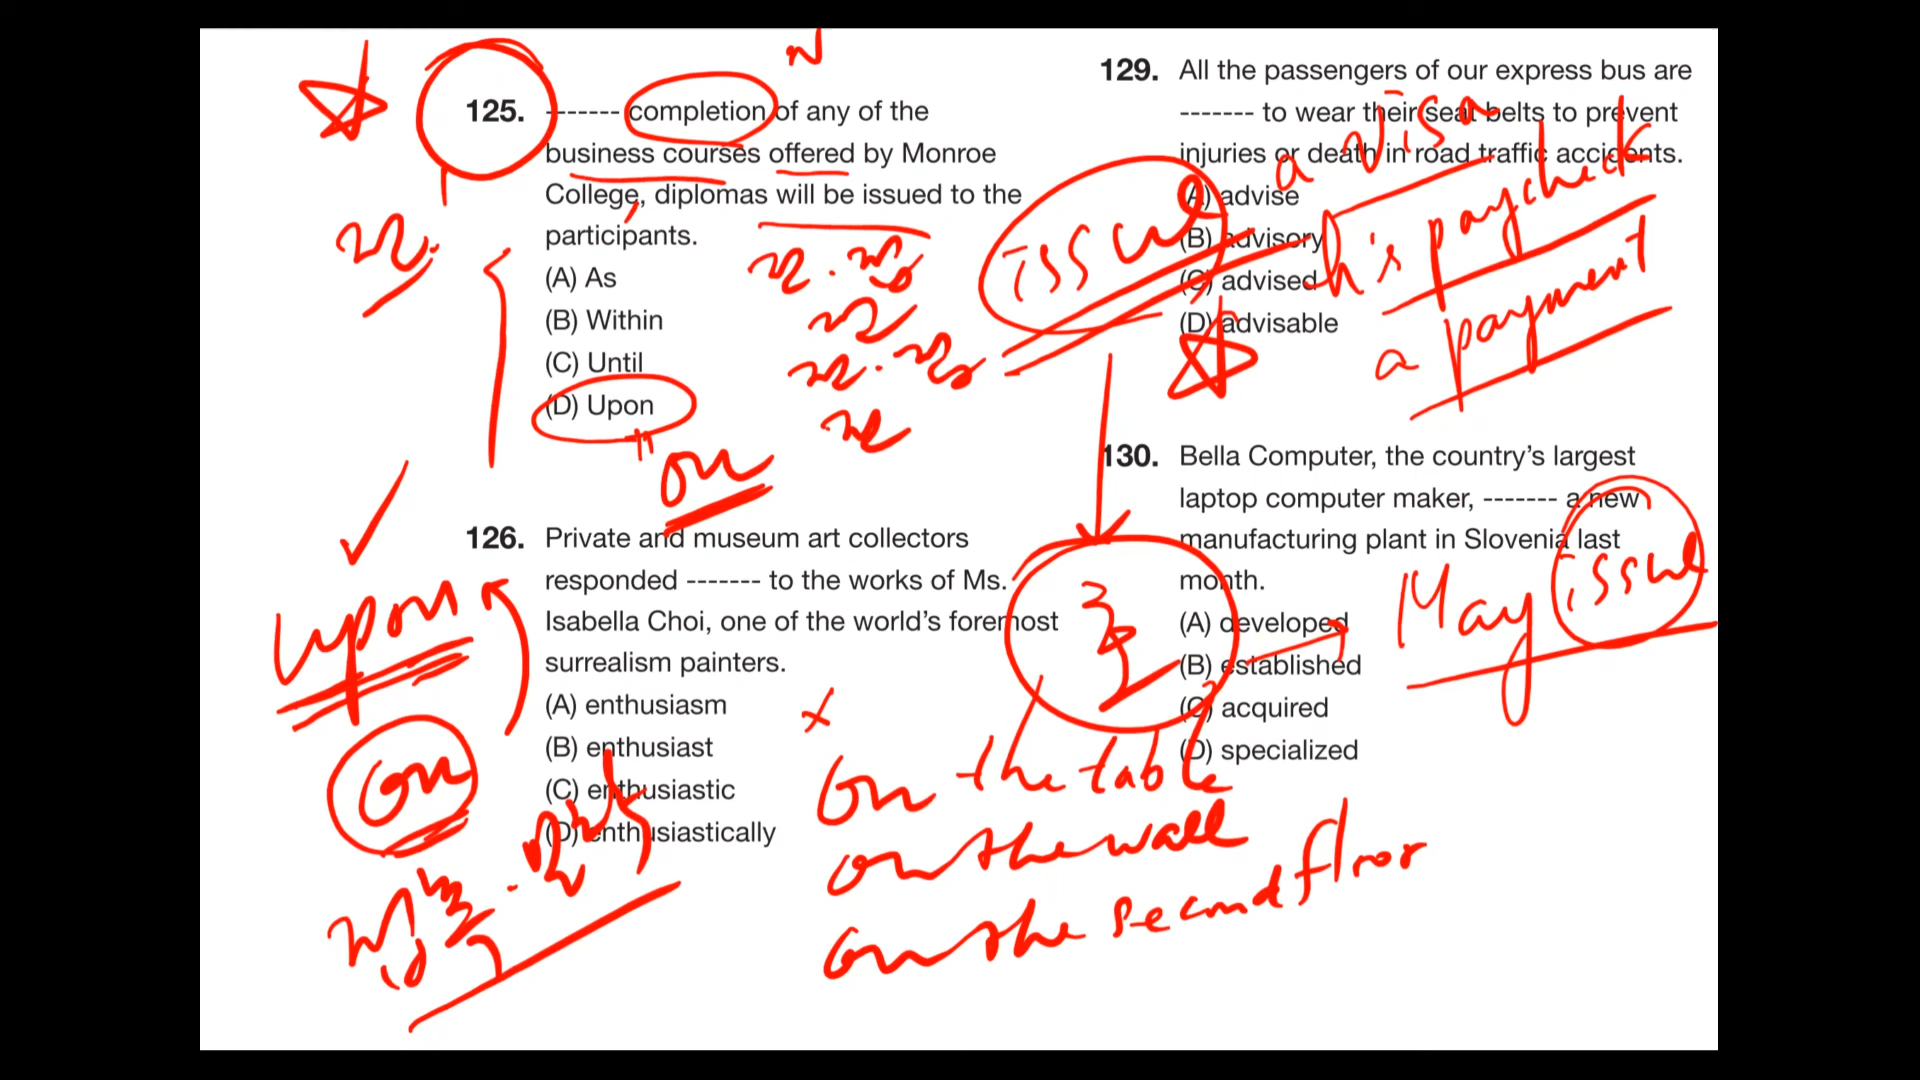 125. ------- completion of any of the
business courses offered by Monroe
College, diplomas will be issued to the
participants.
(A) As
(B) Within
(C) Until
(D) Upon
126. Private and museum art collectors
responded ------- to the works of Ms.
Isabella Choi, one of the world's foremost
surrealism painters.
(A) enthusiasm
(B) enthusiast
(C) enthusiastic
(D) enthusiastically
129. All the passengers of our express bus are
------- to wear their seat belts to prevent
injuries or death in road traffic accidents.
(A) advise
(B) advisory
(C) advised
(D) advisable
130. Bella Computer, the country's largest
laptop computer maker, ------- a new
manufacturing plant in Slovenia last
month.
(A) developed
(B) established
(C) acquired
(D) specialized
N
on
upon
on
issue
a visa
his paycheck
a payment
May issue
on the table
on the wall
on the second floor